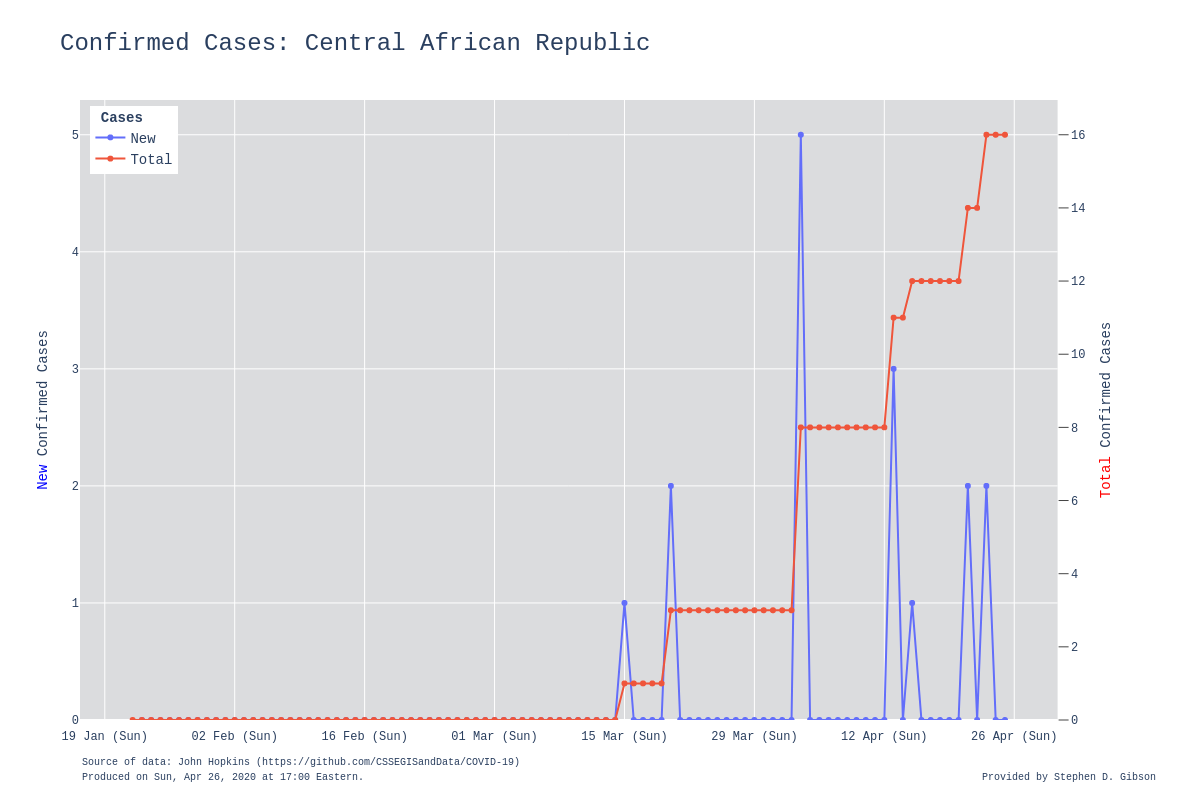 Confirmed Cases: Central African Republic
Cases
New
Total
5
4
3
2
1
0
16
14
12
10
8
6
4
2
0
New Confirmed Cases
Total Confirmed Cases
19 Jan (Sun) 02 Feb (Sun) 16 Feb (Sun) 01 Mar (Sun) 15 Mar (Sun) 29 Mar (Sun) 12 Apr (Sun) 26 Apr (Sun)
Source of data: John Hopkins (https://github.com/CSSEGISandData/COVID-19)
Produced on Sun, Apr 26, 2020 at 17:00 Eastern.
Provided by Stephen D. Gibson